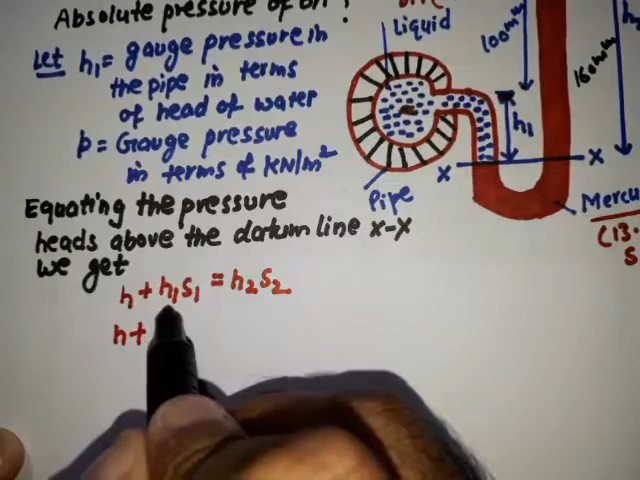 Absolute pressure of oil?
Let h₁= gauge pressure in
the pipe in terms
of head of water
p = Gauge pressure
in terms of KN/m²
Equating the pressure
heads above the datum line x-x
we get
h + h₁s₁ = h₂s₂.
h +
Liquid
100mm
160mm
h₁
x
x
Pipe
Mercu
(13.
S